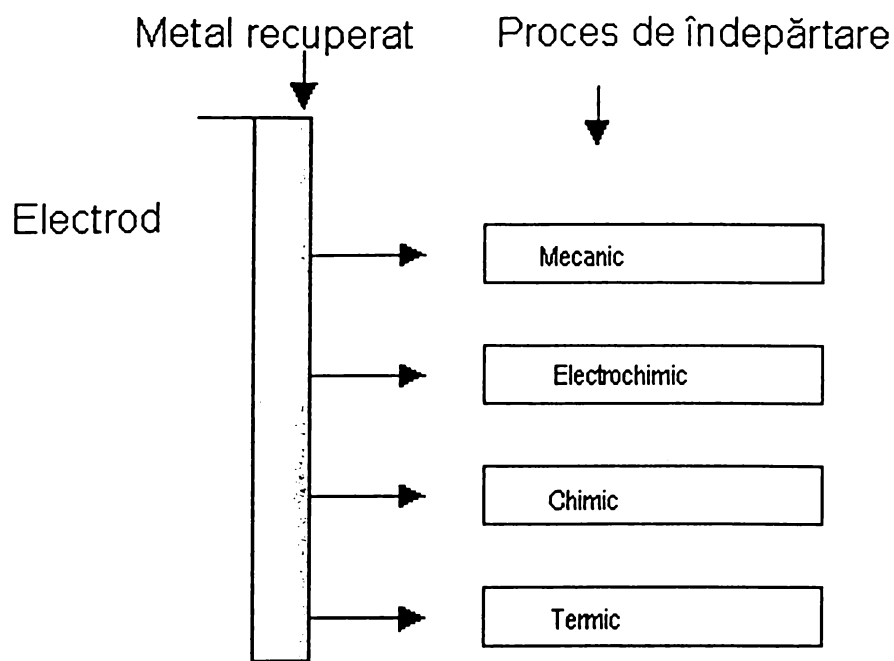 Metal recuperat
Proces de îndepărtare
Electrod
Mecanic
Electrochimic
Chimic
Termic